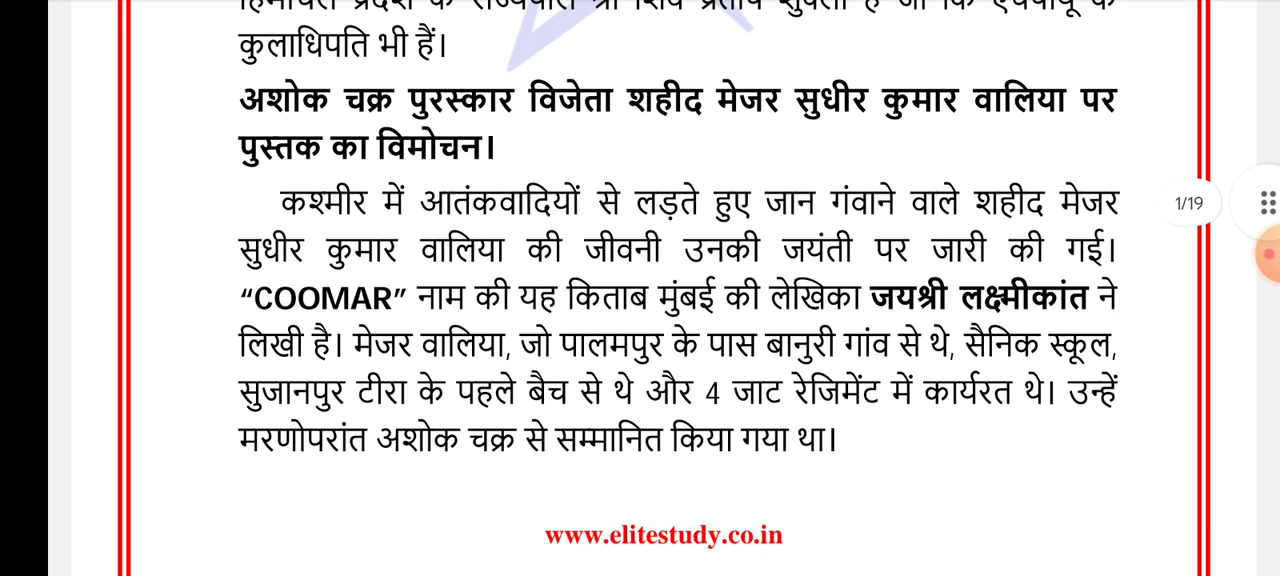 कुलाधिपति भी हैं।
अशोक चक्र पुरस्कार विजेता शहीद मेजर सुधीर कुमार वालिया पर
पुस्तक का विमोचन।
कश्मीर में आतंकवादियों से लड़ते हुए जान गंवाने वाले शहीद मेजर
सुधीर कुमार वालिया की जीवनी उनकी जयंती पर जारी की गई।
“COOMAR” नाम की यह किताब मुंबई की लेखिका जयश्री लक्ष्मीकांत ने
लिखी है। मेजर वालिया, जो पालमपुर के पास बानुरी गांव से थे, सैनिक स्कूल,
सुजानपुर टीरा के पहले बैच से थे और 4 जाट रेजिमेंट में कार्यरत थे। उन्हें
मरणोपरांत अशोक चक्र से सम्मानित किया गया था।
1/19
www.elitestudy.co.in